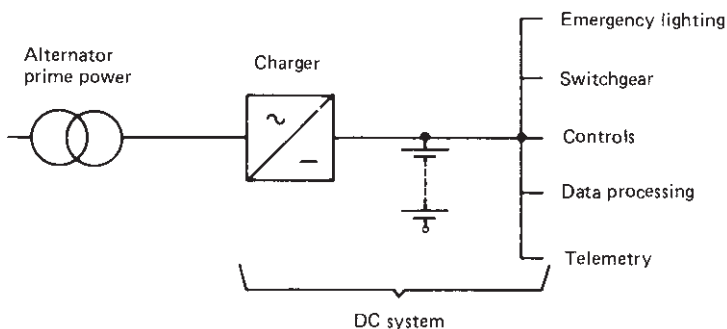 Alternator
prime power
Charger
Emergency lighting
Switchgear
Controls
Data processing
Telemetry
DC system